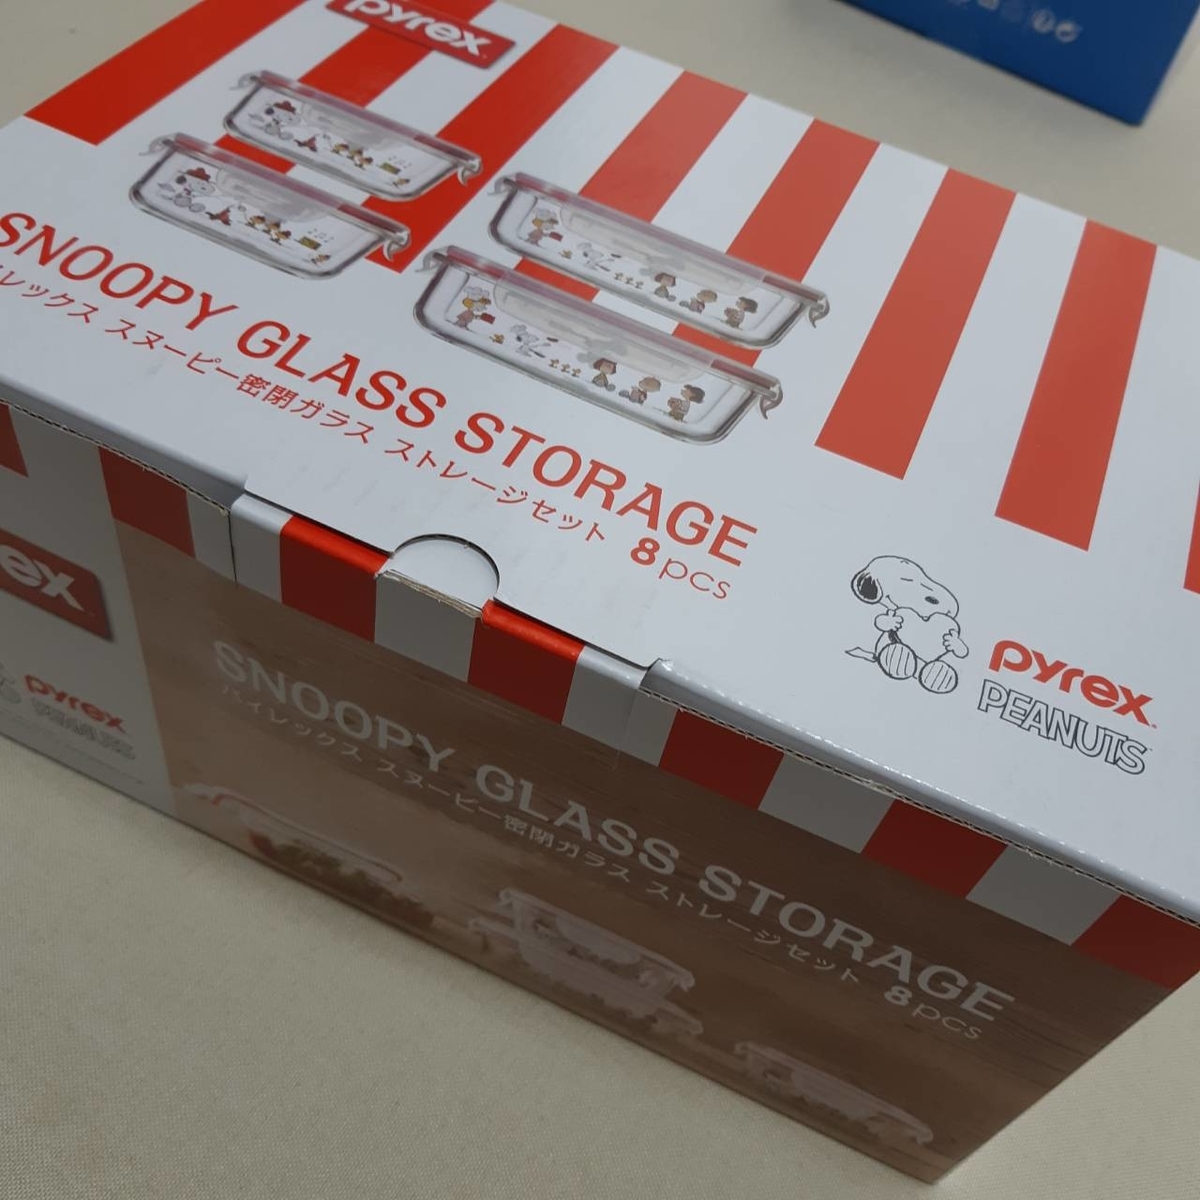 pyrex
SNOOPY GLASS STORAGE
イレックス スヌーピー密閉ガラス ストレージセット 8pcs
pyrex
PEANUTS
ex
pyrex
PEANUTS
SNOOPY GLASS STORAGE
パイレックス スヌーピー密閉ガラス ストレージセット 8pcs